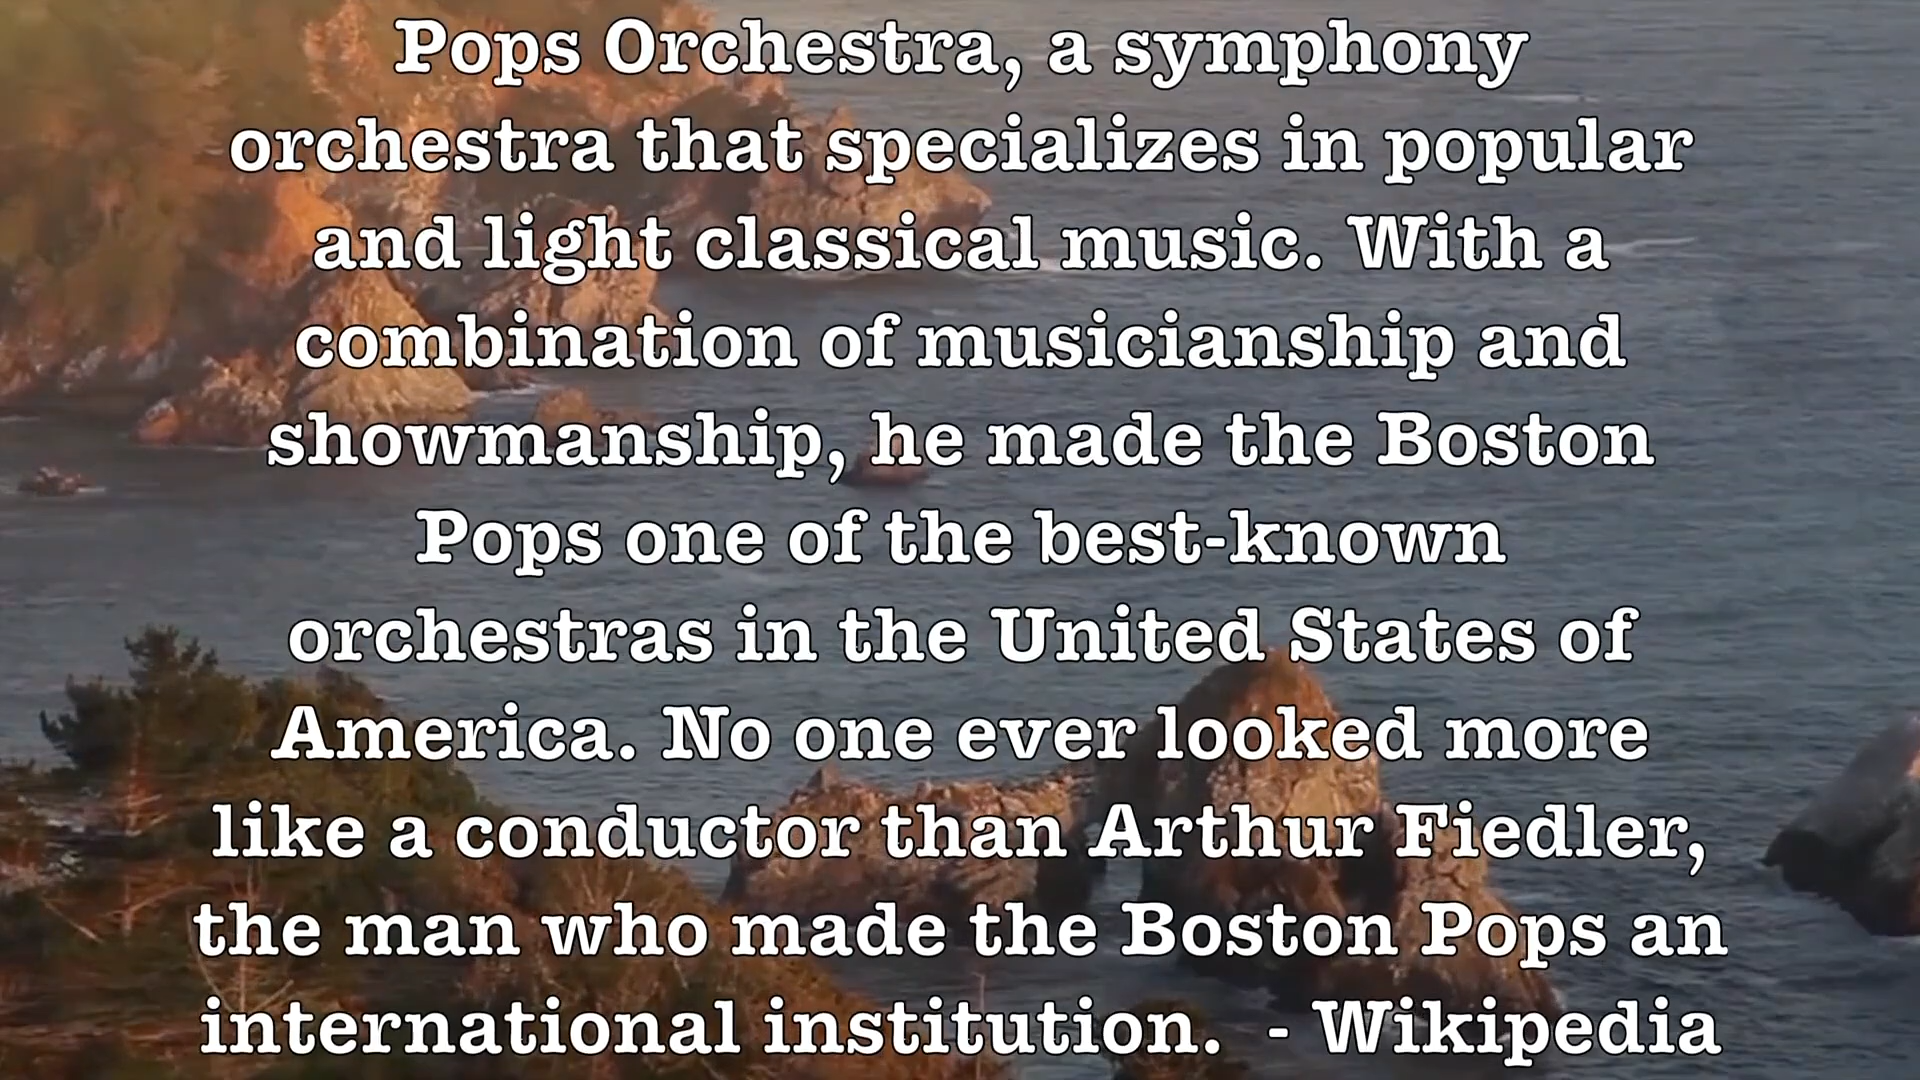 Pops Orchestra, a symphony
orchestra that specializes in popular
and light classical music. With a
combination of musicianship and
showmanship, he made the Boston
Pops one of the best-known
orchestras in the United States of
America. No one ever looked more
like a conductor than Arthur Fiedler,
the man who made the Boston Pops an
international institution.  - Wikipedia